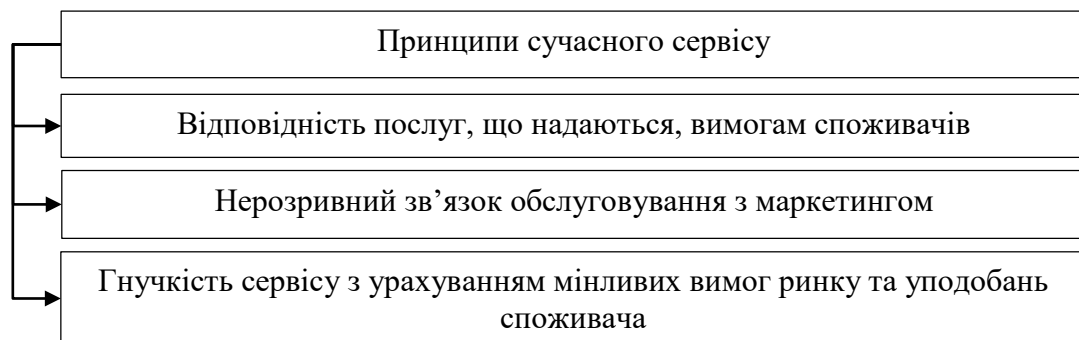 Принципи сучасного сервісу
Відповідність послуг, що надаються, вимогам споживачів
Нерозривний зв’язок обслуговування з маркетингом
Гнучкість сервісу з урахуванням мінливих вимог ринку та уподобань
споживача